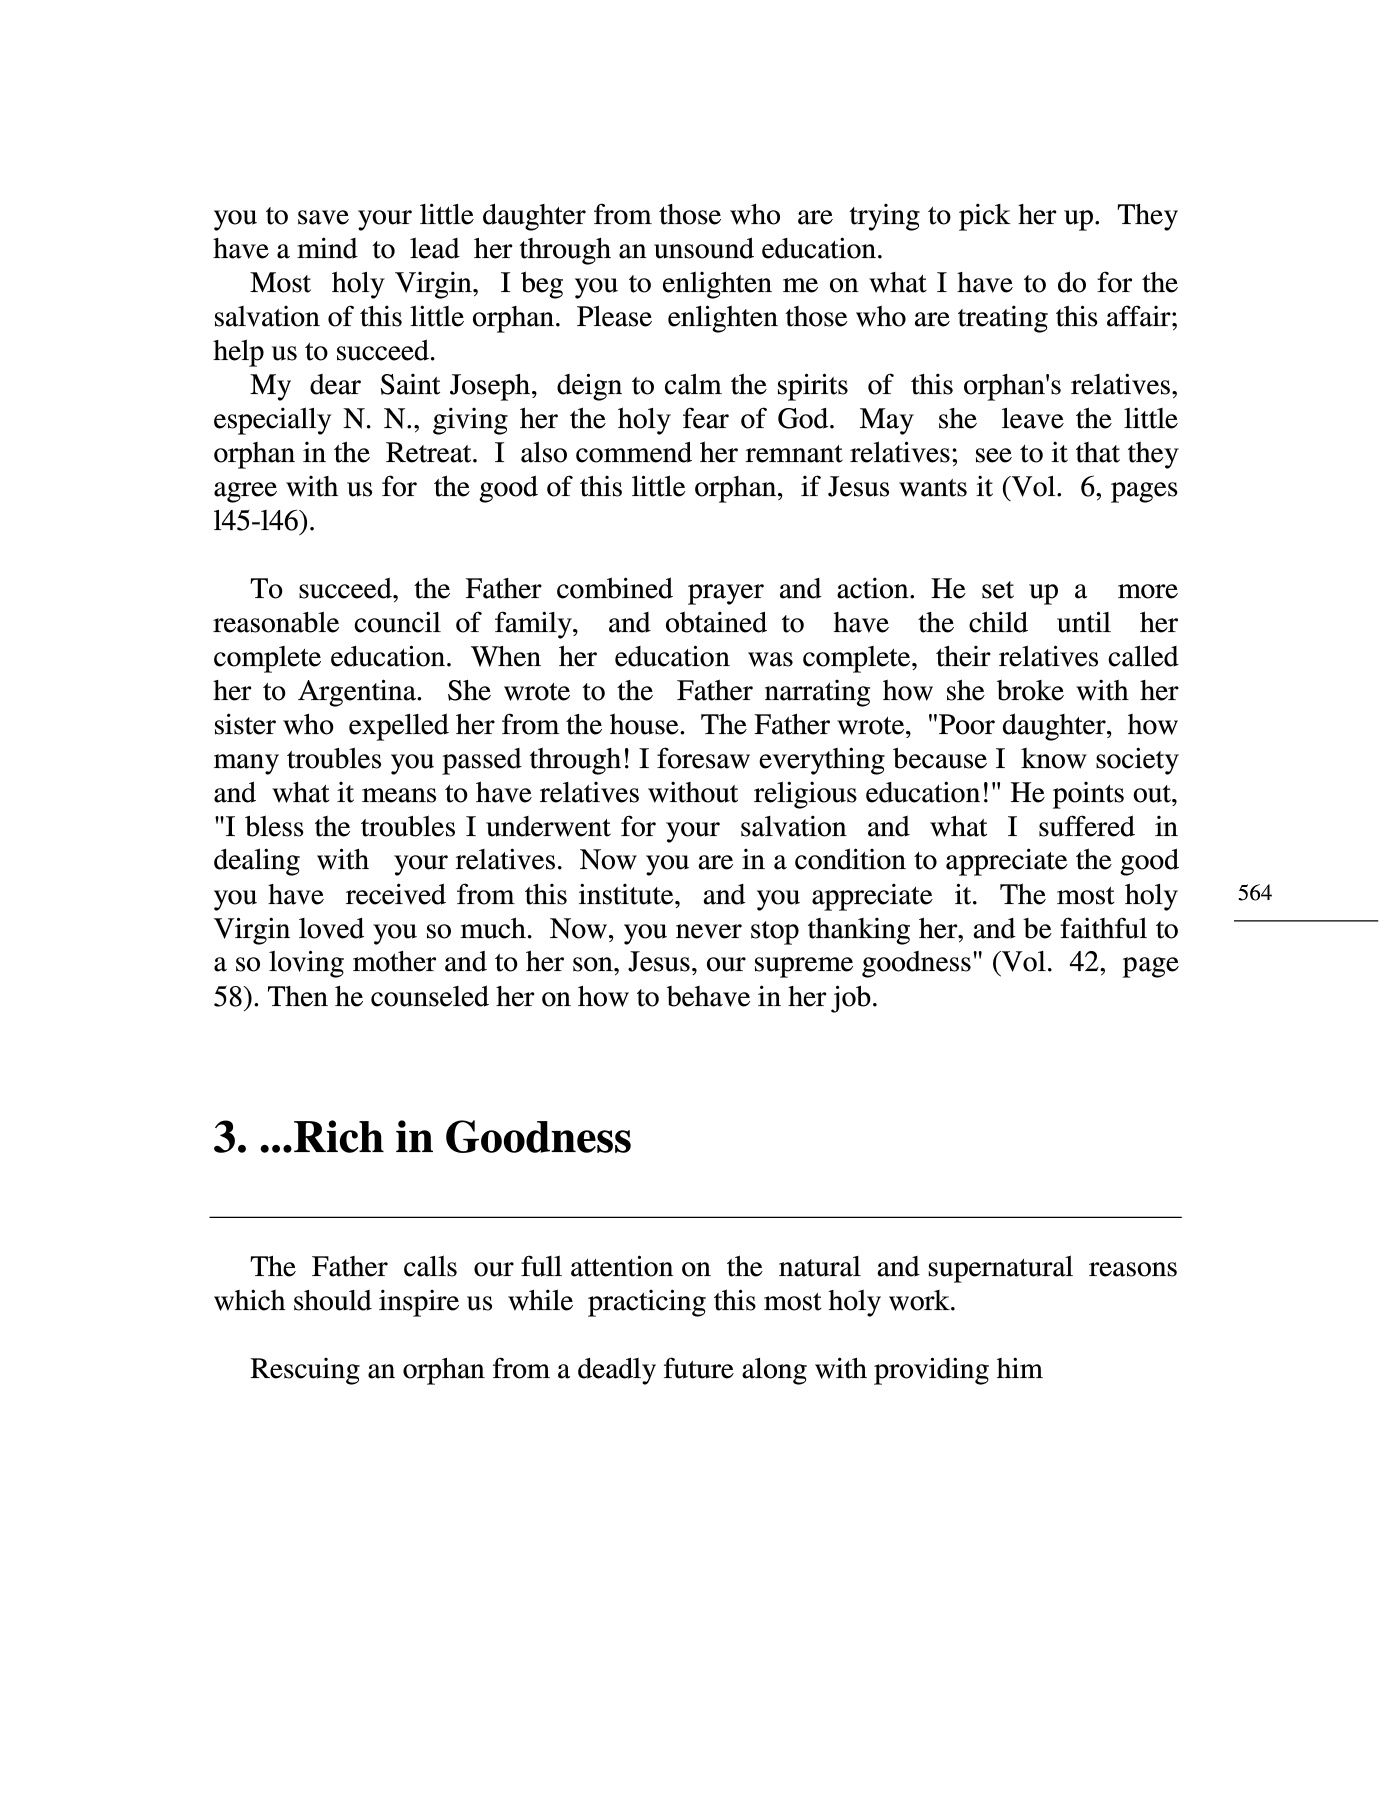 you to save your little daughter from those who are trying to pick her up. They
have a mind to lead her through an unsound education.
Most holy Virgin, I beg you to enlighten me on what I have to do for the
salvation of this little orphan. Please enlighten those who are treating this affair;
help us to succeed.
My dear Saint Joseph, deign to calm the spirits of this orphan's relatives,
especially N. N., giving her the holy fear of God. May she leave the little
orphan in the Retreat. I also commend her remnant relatives; see to it that they
agree with us for the good of this little orphan, if Jesus wants it (Vol. 6, pages
l45-l46).
To succeed, the Father combined prayer and action. He set up a more
reasonable council of family, and obtained to have the child until her
complete education. When her education was complete, their relatives called
her to Argentina. She wrote to the Father narrating how she broke with her
sister who expelled her from the house. The Father wrote, "Poor daughter, how
many troubles you passed through! I foresaw everything because I know society
and what it means to have relatives without religious education!" He points out,
"I bless the troubles I underwent for your salvation and what I suffered in
dealing with your relatives. Now you are in a condition to appreciate the good
you have received from this institute, and you appreciate it. The most holy
Virgin loved you so much. Now, you never stop thanking her, and be faithful to
a so loving mother and to her son, Jesus, our supreme goodness" (Vol. 42, page
58). Then he counseled her on how to behave in her job.
564
3. ...Rich in Goodness
The Father calls our full attention on the natural and supernatural reasons
which should inspire us while practicing this most holy work.
Rescuing an orphan from a deadly future along with providing him